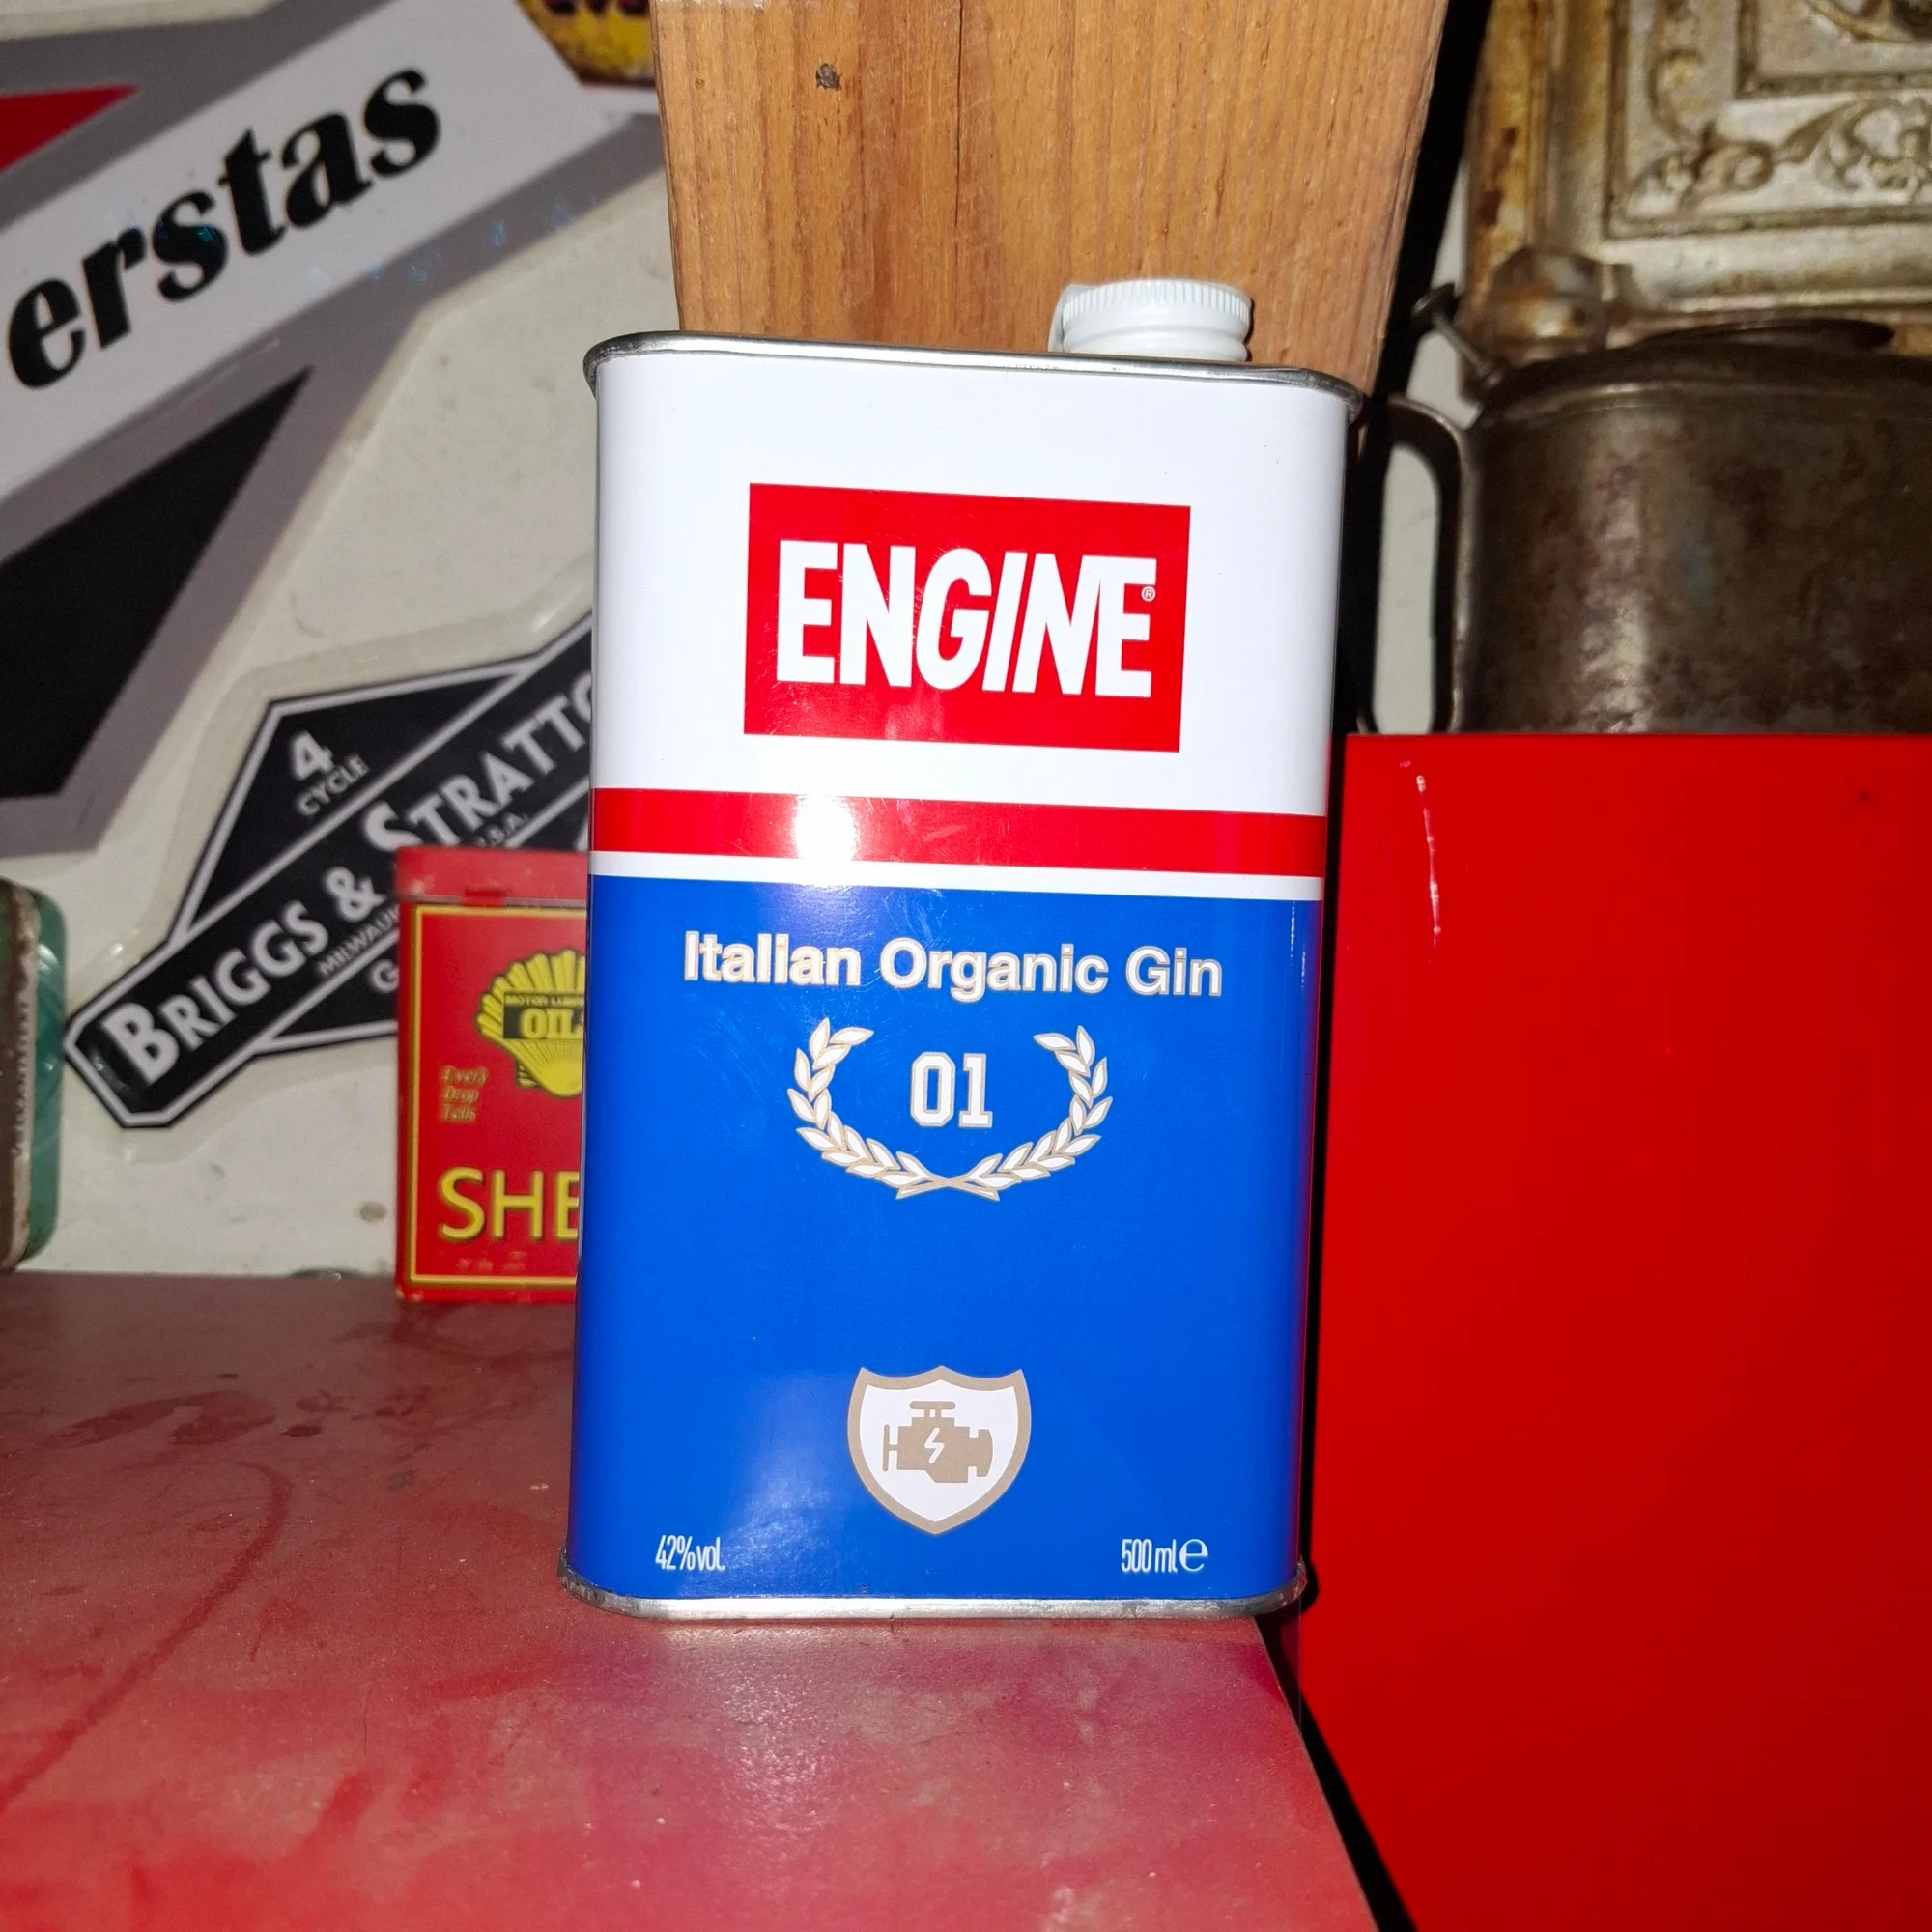 erstas
ENGINE®
4
CYCLE
BRIGGS & STRATTO
U.S.A.
MILWAUK
G
OIL
Every
Drop
Tells
SHE
Italian Organic Gin
01
42%vol.
500 ml e